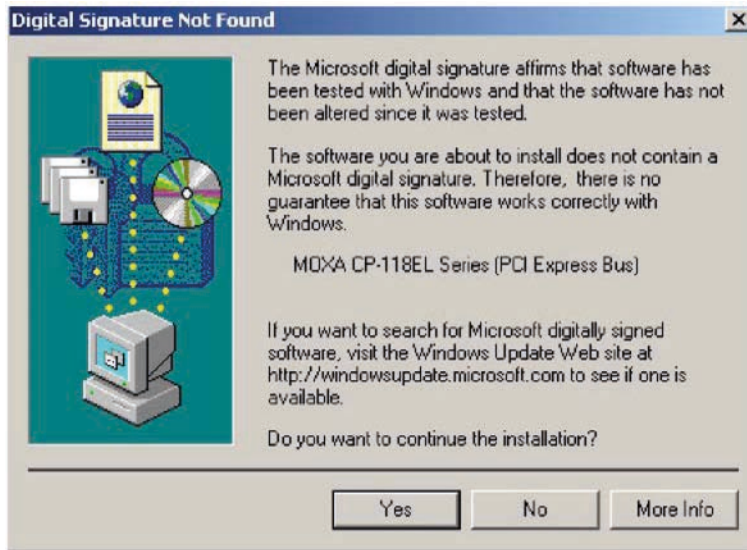 Digital Signature Not Found
The Microsoft digital signature affirms that software has
been tested with Windows and that the software has not
been altered since it was tested.
The software you are about to install does not contain a
Microsoft digital signature. Therefore, there is no
guarantee that this software works correctly with
Windows.
MOXA CP-118EL Series (PCI Express Bus)
If you want to search for Microsoft digitally signed
software, visit the Windows Update Web site at
http://windowsupdate.microsoft.com to see if one is
available.
Do you want to continue the installation?
Yes No More Info